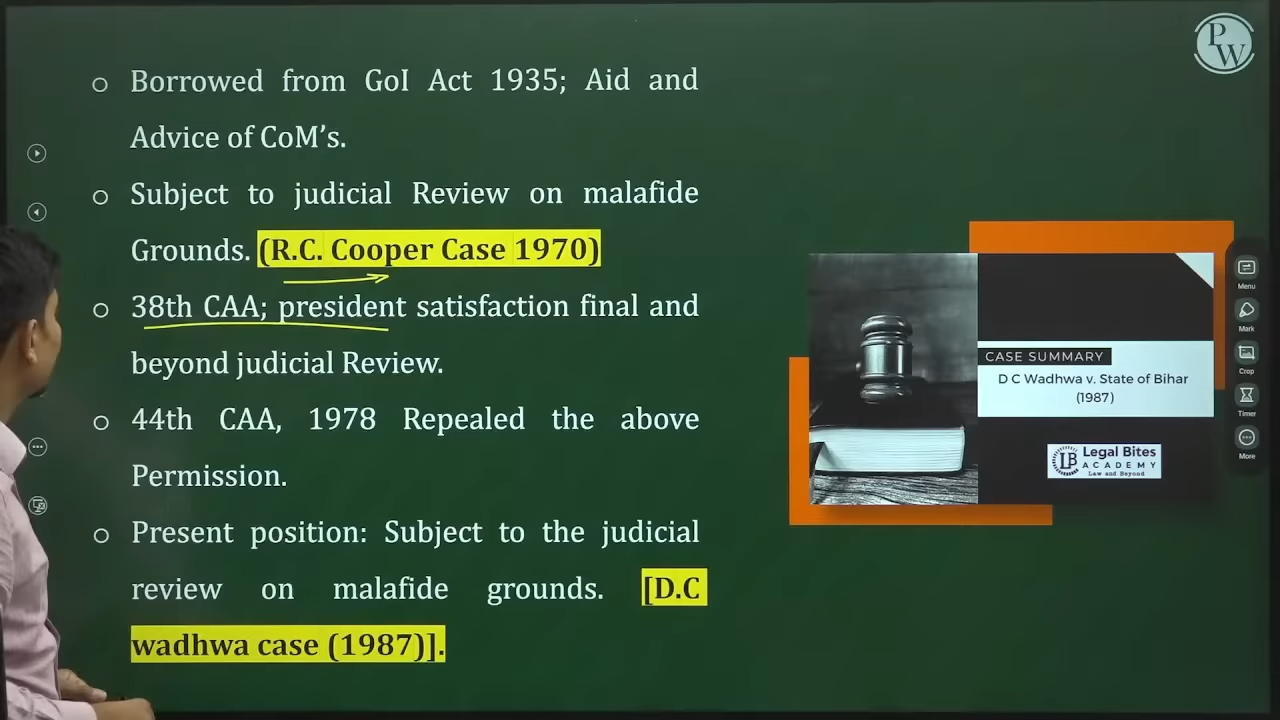 PW
o Borrowed from GoI Act 1935; Aid and
Advice of CoM's.
o Subject to judicial Review on malafide
Grounds. (R.C. Cooper Case 1970)
o 38th CAA; president satisfaction final and
beyond judicial Review.
o 44th CAA, 1978 Repealed the above
Permission.
o Present position: Subject to the judicial
review on malafide grounds. [D.C
wadhwa case (1987)].
CASE SUMMARY
D C Wadhwa v. State of Bihar
(1987)
LB
Legal Bites
ACADEMY
Law and Beyond
Menu
Mark
Crop
Timer
More